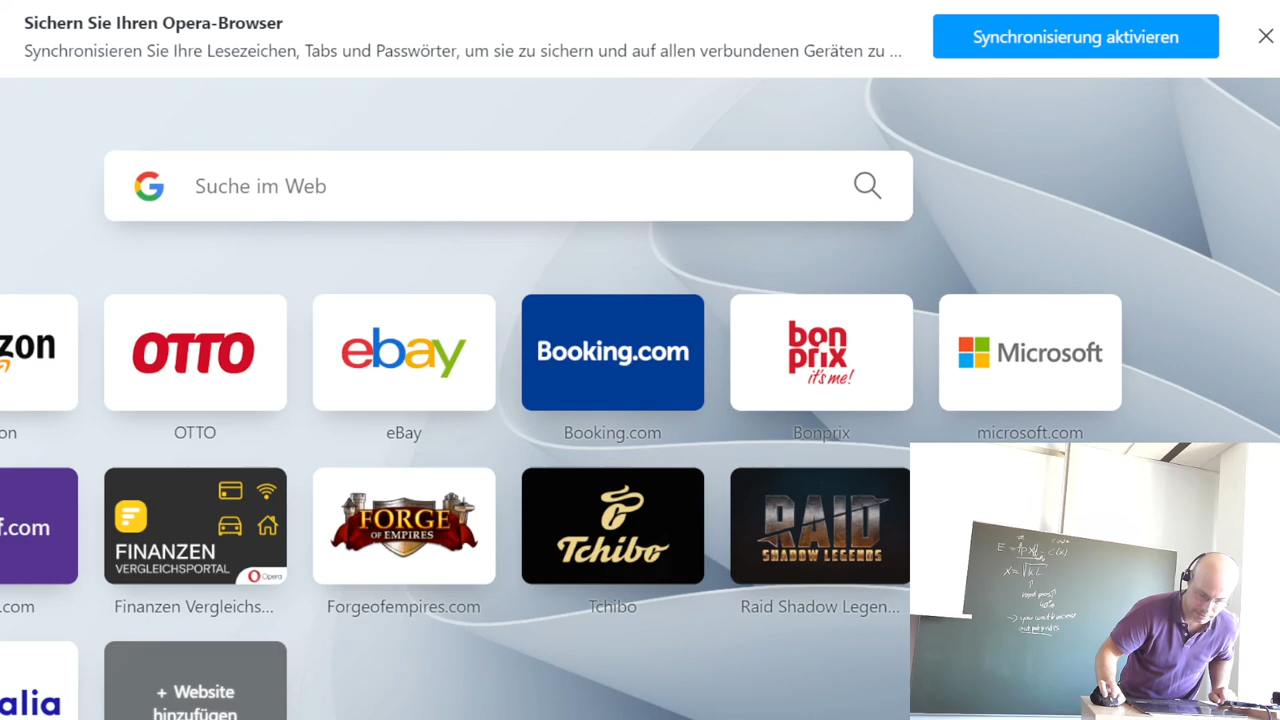 Sichern Sie Ihren Opera-Browser
Synchronisieren Sie Ihre Lesezeichen, Tabs und Passwörter, um sie zu sichern und auf allen verbundenen Geräten zu ...
Synchronisierung aktivieren
Suche im Web
zon
OTTO
ebay
Booking.com
bon
prix
it's me!
Microsoft
on
OTTO
eBay
Booking.com
Bonprix
microsoft.com
f.com
FINANZEN
VERGLEICHSPORTAL
Opera
FORGE
OF EMPIRES
Tchibo
RAID
SHADOW LEGENDS
.com
Finanzen Vergleichs...
Forgeofempires.com
Tchibo
Raid Shadow Legen...
alia
+ Website
hinzufügen